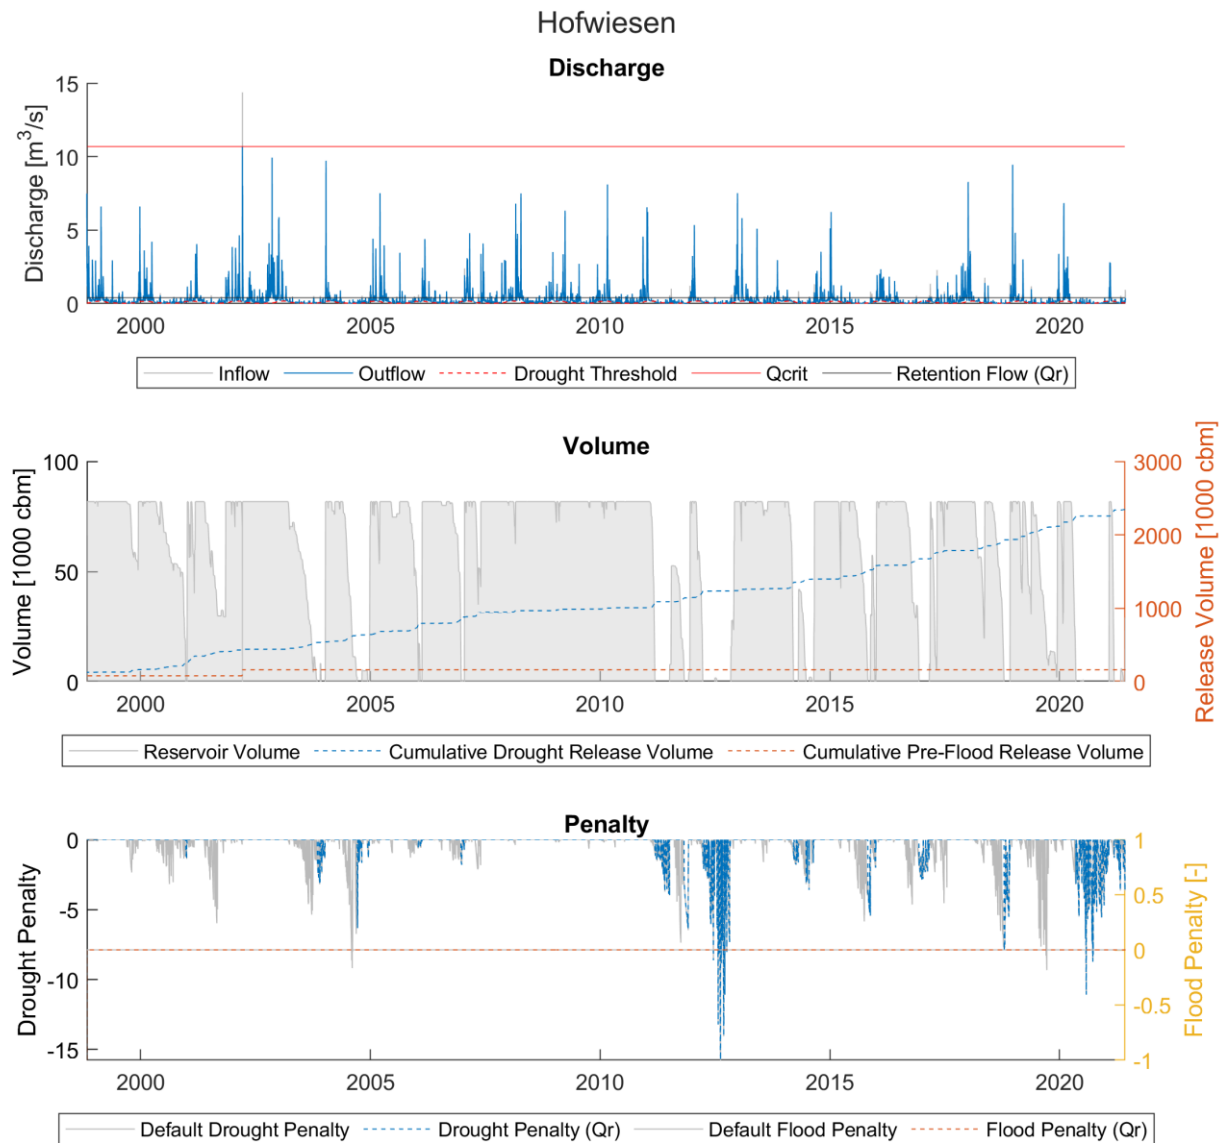 Hofwiesen
Discharge
Discharge [m³/s]
15
10
5
0
2000 2005 2010 2015 2020
Inflow Outflow Drought Threshold Qcrit Retention Flow (Qr)
Volume
Volume [1000 cbm]
100
50
0
Release Volume [1000 cbm]
3000
2000
1000
0
2000 2005 2010 2015 2020
Reservoir Volume Cumulative Drought Release Volume Cumulative Pre-Flood Release Volume
Penalty
Drought Penalty
0
-5
-10
-15
Flood Penalty [-]
1
0.5
0
-0.5
-1
2000 2005 2010 2015 2020
Default Drought Penalty Drought Penalty (Qr) Default Flood Penalty Flood Penalty (Qr)